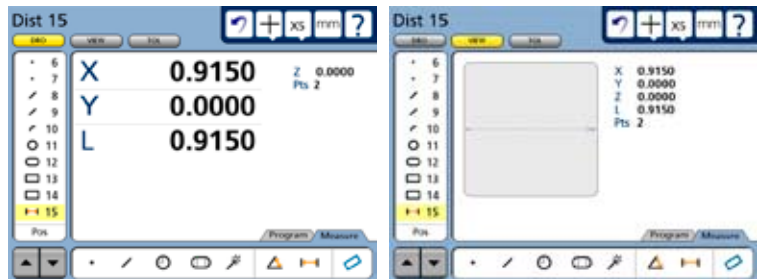 Dist 15
xs mm ?
DRO VIEW TOL
6
7
8
9
10
11
12
13
14
15
Pos
X 0.9150
Y 0.0000
L 0.9150
Z 0.0000
Pts 2
Program Measure
Dist 15
xs mm ?
DRO VIEW TOL
6
7
8
9
10
11
12
13
14
15
Pos
X 0.9150
Y 0.0000
Z 0.0000
L 0.9150
Pts 2
Program Measure